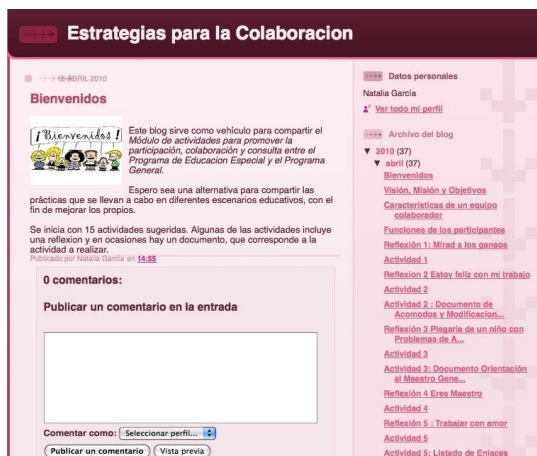 Estrategias para la Colaboracion
ABRIL 2010
Bienvenidos
¡Bienvenidos!
Este blog sirve como vehículo para compartir el
Módulo de actividades para promover la
participación, colaboración y consulta entre el
Programa de Educacion Especial y el Programa
General.
Espero sea una alternativa para compartir las
prácticas que se llevan a cabo en diferentes escenarios educativos, con el
fin de mejorar los propios.
Se inicia con 15 actividades sugeridas. Algunas de las actividades incluye
una reflexion y en ocasiones hay un documento, que corresponde a la
actividad a realizar.
Publicado por Natalia García en 14:55
0 comentarios:
Publicar un comentario en la entrada
Comentar como: Seleccionar perfil...
Publicar un comentario Vista previa
Datos personales
Natalia García
Ver todo mi perfil
Archivo del blog
▼ 2010 (37)
▼ abril (37)
Bienvenidos
Visión, Misión y Objetivos
Características de un equipo
colaborador
Funciones de los participantes
Reflexión 1: Mirad a los gansos
Actividad 1
Reflexion 2 Estoy feliz con mi trabajo
Actividad 2
Actividad 2 : Documento de
Acomodos y Modificacion...
Reflexión 3 Plegaria de un niño con
Problemas de A...
Actividad 3
Actividad 3: Documento Orientación
al Maestro Gene...
Reflexión 4 Eres Maestro
Actividad 4
Reflexión 5 : Trabajar con amor
Actividad 5
Actividad 5: Listado de Enlaces